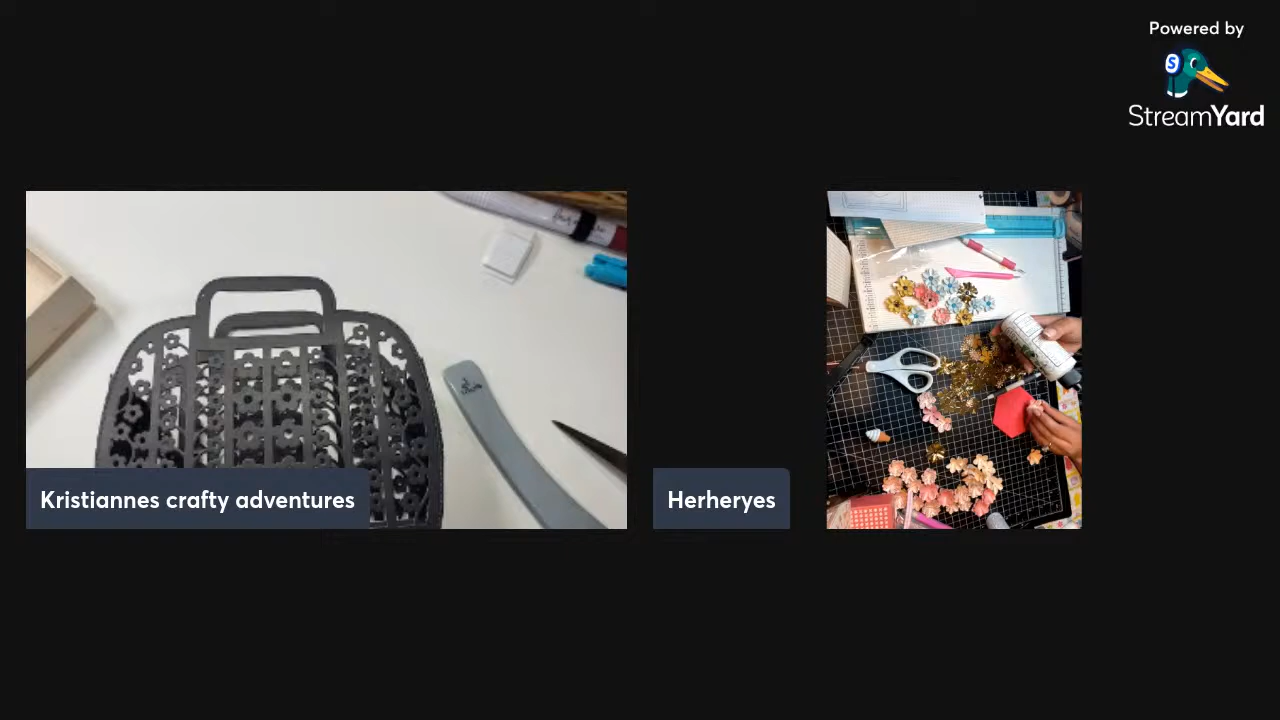 Powered by
S
StreamYard
Kristiannes crafty adventures
Herheryes